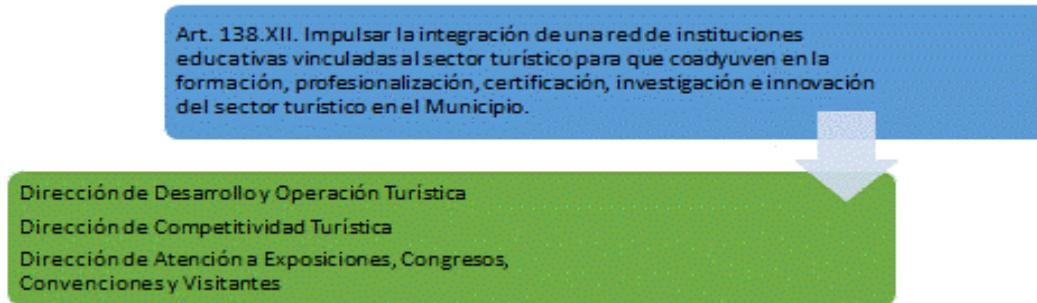 Art. 138.XII. Impulsar la integración de una red de instituciones
educativas vinculadas al sector turístico para que coadyuven en la
formación, profesionalización, certificación, investigación e innovación
del sector turístico en el Municipio.
Dirección de Desarrollo y Operación Turística
Dirección de Competitividad Turística
Dirección de Atención a Exposiciones, Congresos,
Convenciones y Visitantes